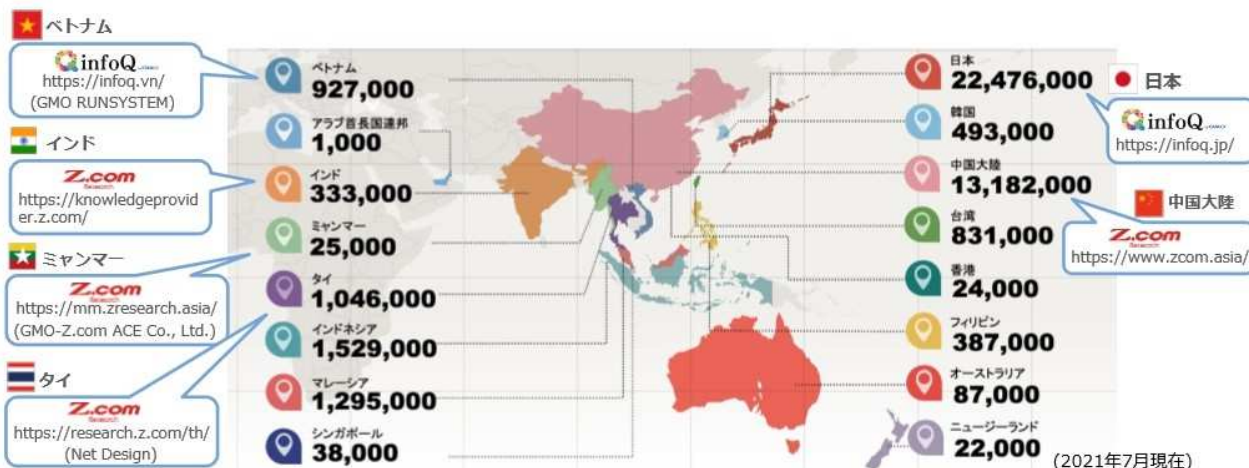 ベトナム
infoQ by GMO
https://infoq.vn/
(GMO RUNSYSTEM)
インド
Z.com
Research
https://knowledgeprovid
er.z.com/
ミャンマー
Z.com
Research
https://mm.zresearch.asia/
(GMO-Z.com ACE Co., Ltd.)
タイ
Z.com
Research
https://research.z.com/th/
(Net Design)
ベトナム
927,000
アラブ首長国連邦
1,000
インド
333,000
ミャンマー
25,000
タイ
1,046,000
インドネシア
1,529,000
マレーシア
1,295,000
シンガポール
38,000
日本
22,476,000
韓国
493,000
中国大陸
13,182,000
台湾
831,000
香港
24,000
フィリピン
387,000
オーストラリア
87,000
ニュージーランド
22,000
日本
infoQ by GMO
https://infoq.jp/
中国大陸
Z.com
Research
https://www.zcom.asia/
(2021年7月現在)